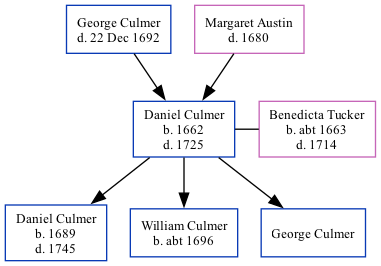 George Culmer
d. 22 Dec 1692
Margaret Austin
d. 1680
Daniel Culmer
b. 1662
d. 1725
Benedicta Tucker
b. abt 1663
d. 1714
Daniel Culmer
b. 1689
d. 1745
William Culmer
b. abt 1696
George Culmer